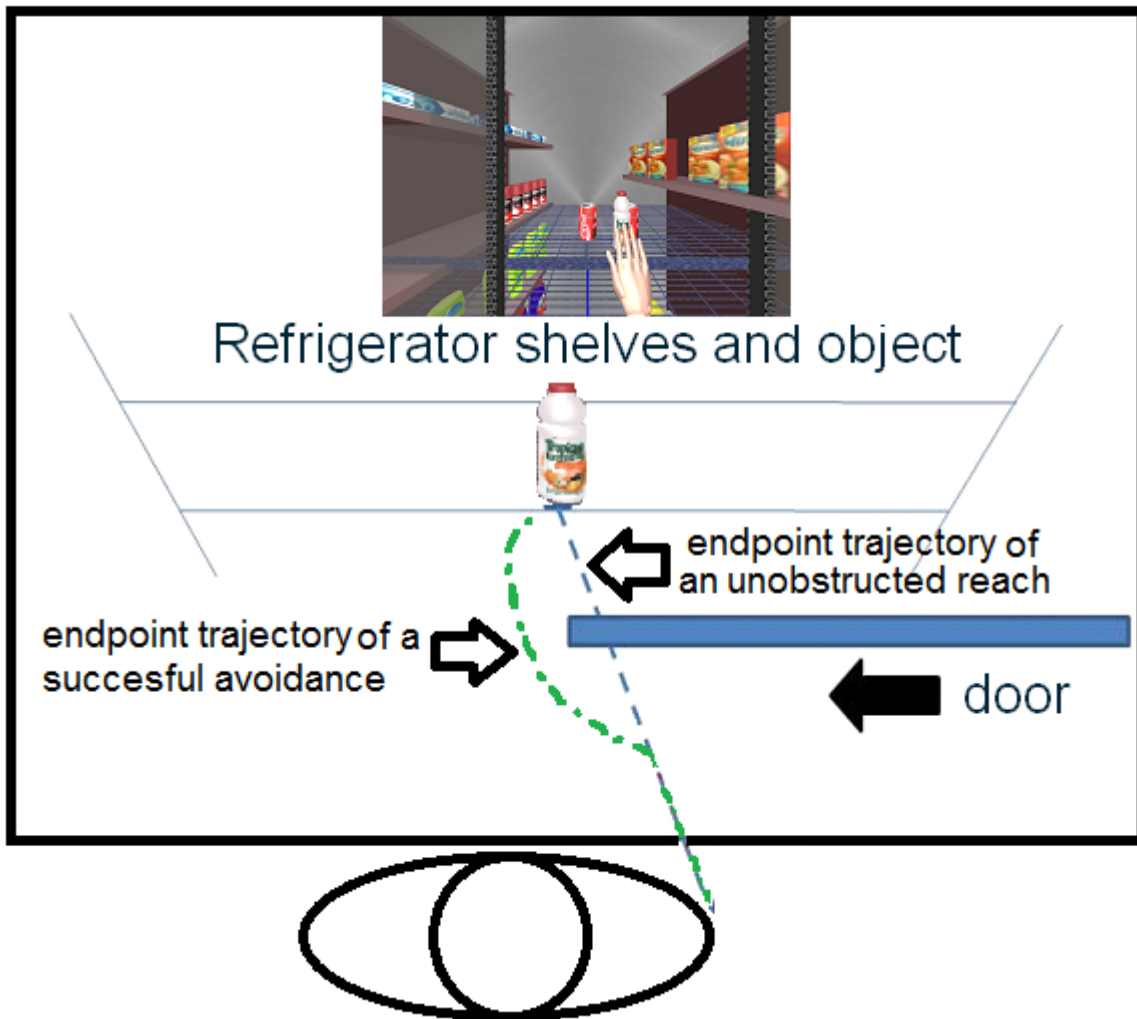 Refrigerator shelves and object
endpoint trajectory of
an unobstructed reach
endpoint trajectory of a
succesful avoidance
door